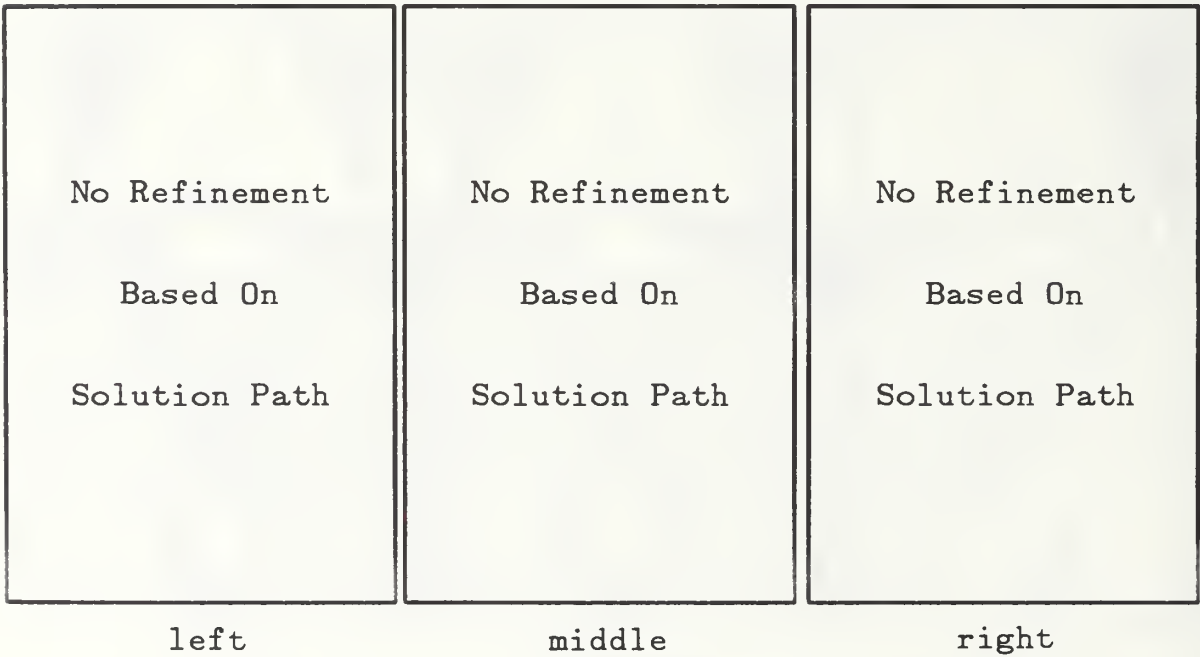 No Refinement
Based On
Solution Path
left
No Refinement
Based On
Solution Path
middle
No Refinement
Based On
Solution Path
right